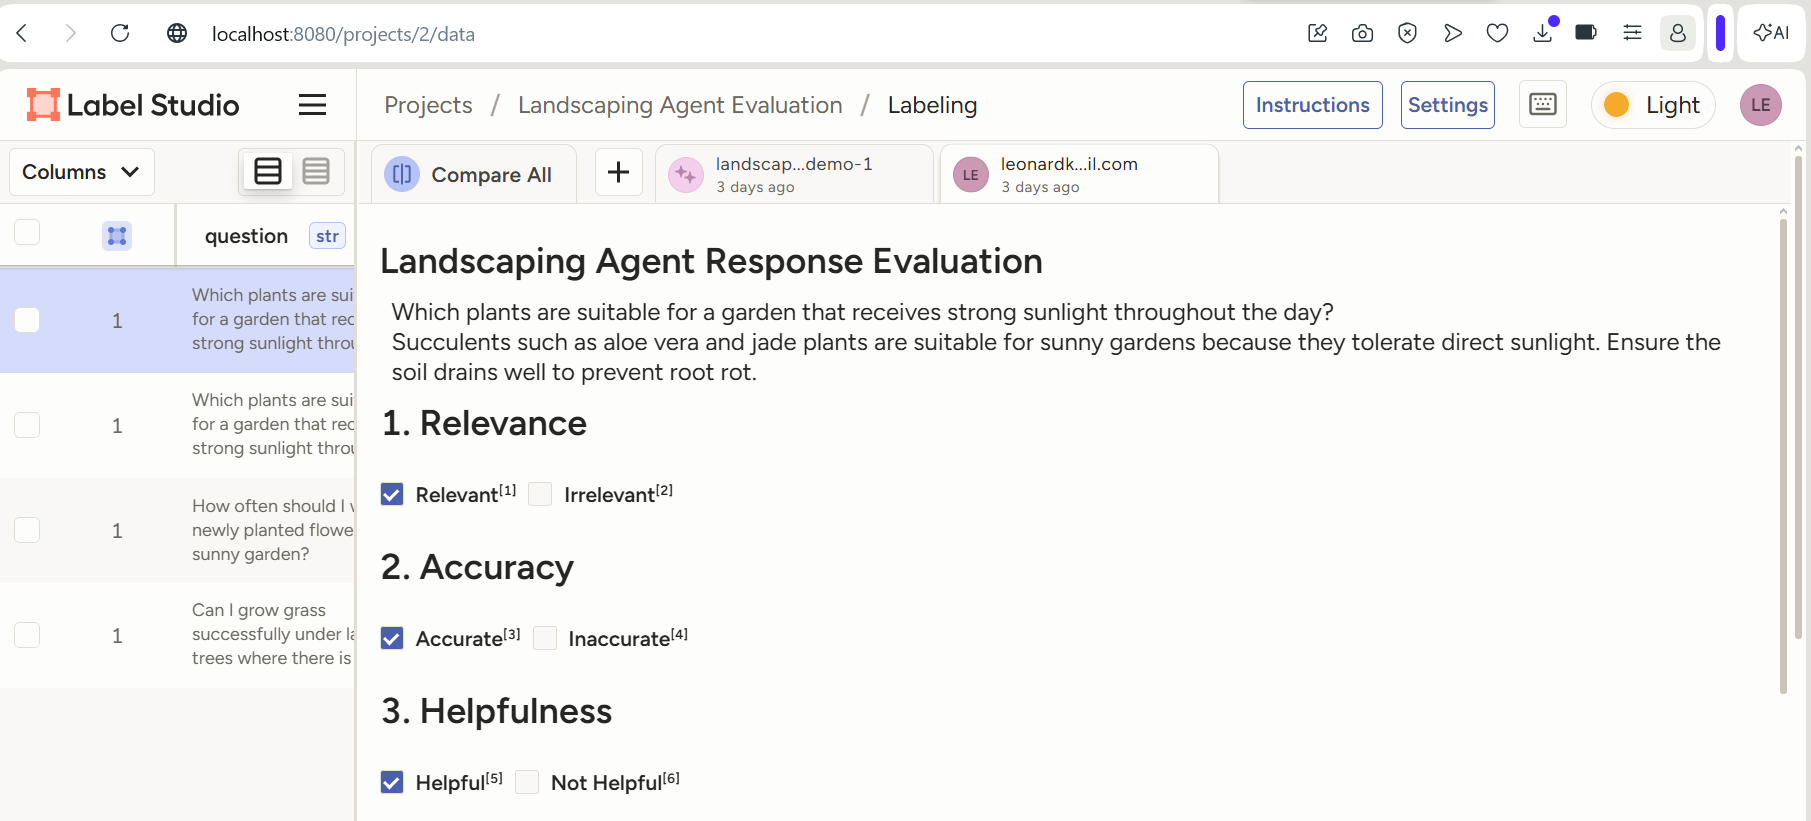 localhost:8080/projects/2/data
AI
Label Studio
Projects / Landscaping Agent Evaluation / Labeling
Instructions
Settings
Light
LE
Columns
Compare All
+
landscap...demo-1
3 days ago
LE
leonardk...il.com
3 days ago
question str
1
Which plants are sui
for a garden that rec
strong sunlight throu
1
Which plants are sui
for a garden that rec
strong sunlight throu
1
How often should I w
newly planted flowe
sunny garden?
1
Can I grow grass
successfully under la
trees where there is
Landscaping Agent Response Evaluation
Which plants are suitable for a garden that receives strong sunlight throughout the day?
Succulents such as aloe vera and jade plants are suitable for sunny gardens because they tolerate direct sunlight. Ensure the
soil drains well to prevent root rot.
1. Relevance
Relevant[1] Irrelevant[2]
2. Accuracy
Accurate[3] Inaccurate[4]
3. Helpfulness
Helpful[5] Not Helpful[6]